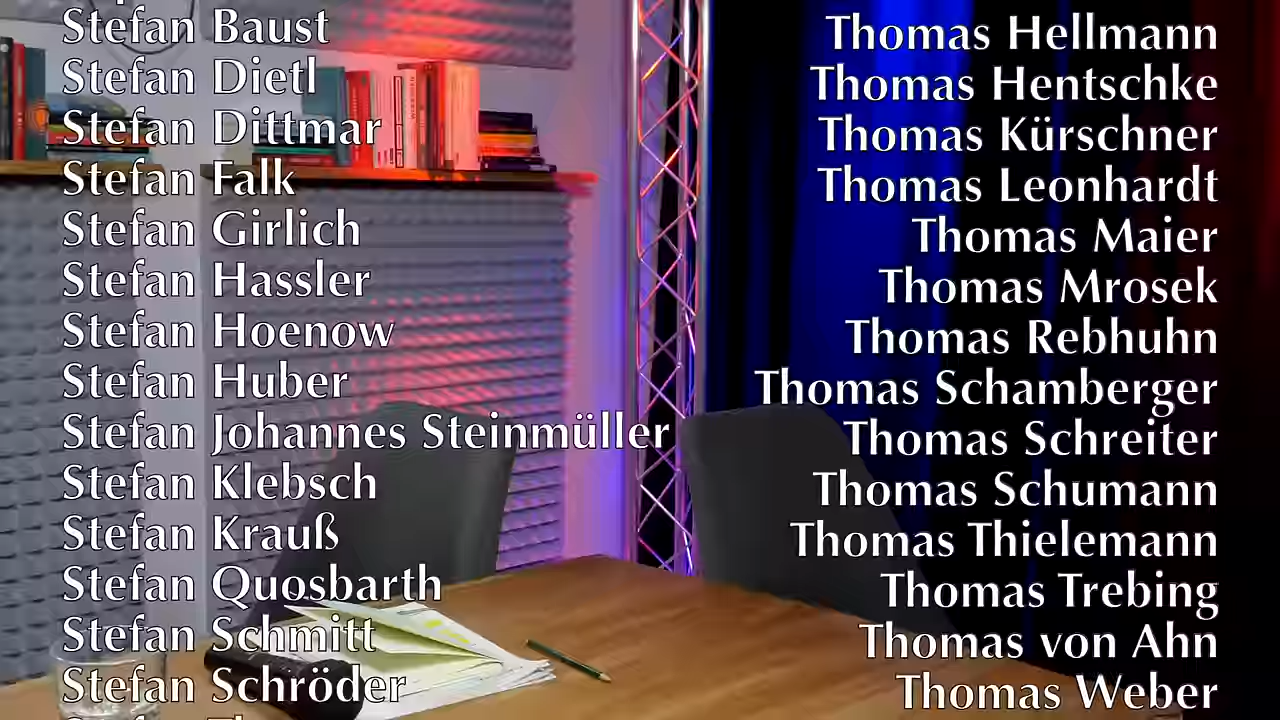 Stefan Baust
Stefan Dietl
Stefan Dittmar
Stefan Falk
Stefan Girlich
Stefan Hassler
Stefan Hoenow
Stefan Huber
Stefan Johannes Steinmüller
Stefan Klebsch
Stefan Krauß
Stefan Quosbarth
Stefan Schmitt
Stefan Schröder
Thomas Hellmann
Thomas Hentschke
Thomas Kürschner
Thomas Leonhardt
Thomas Maier
Thomas Mrosek
Thomas Rebhuhn
Thomas Schamberger
Thomas Schreiter
Thomas Schumann
Thomas Thielemann
Thomas Trebing
Thomas von Ahn
Thomas Weber